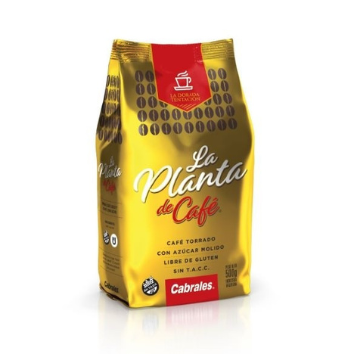 LA DORADA
TENTACIÓN
La
Planta
de Café
CAFÉ TORRADO
CON AZÚCAR MOLIDO
LIBRE DE GLUTEN
SIN T.A.C.C.
500g
Cabrales